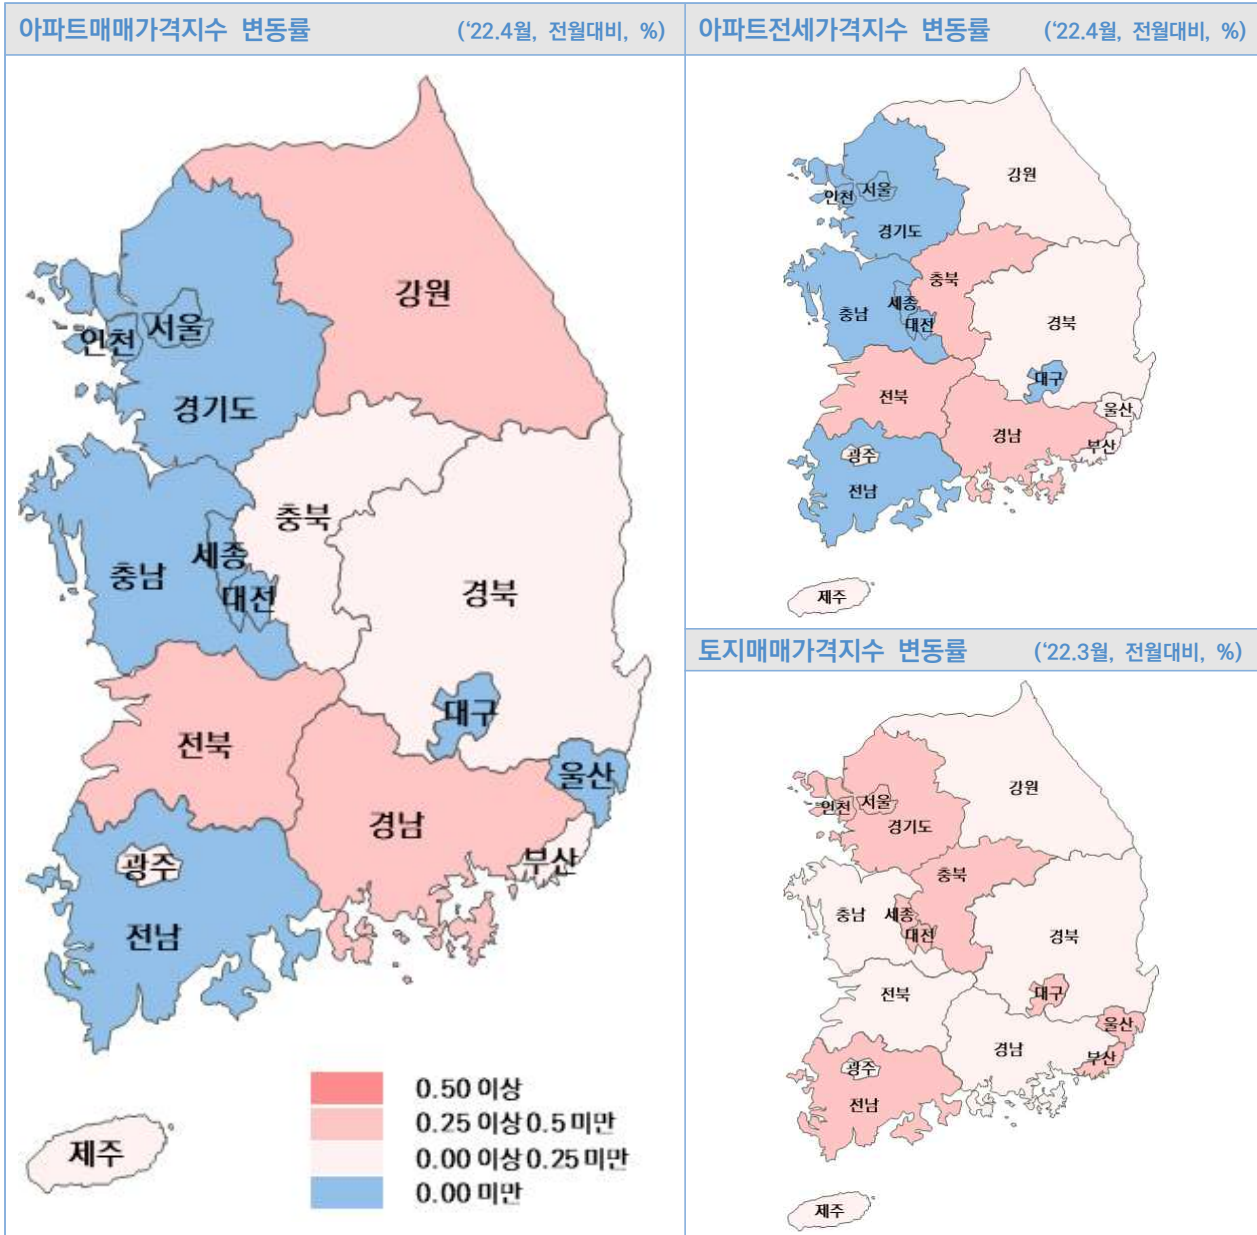 아파트매매가격지수 변동률 (‘22.4월, 전월대비, %)
강원
인천 서울
경기도
충북
세종
충남 대전
경북
대구
전북
울산
경남
부산
광주
전남
제주
0.50 이상
0.25 이상 0.5 미만
0.00 이상 0.25 미만
0.00 미만
아파트전세가격지수 변동률 (‘22.4월, 전월대비, %)
강원
인천 서울
경기도
충북
세종
충남 대전
경북
대구
전북
울산
경남
부산
광주
전남
제주
토지매매가격지수 변동률 (‘22.3월, 전월대비, %)
강원
인천 서울
경기도
충북
충남 세종
대전
경북
전북
대구
울산
경남
부산
광주
전남
제주